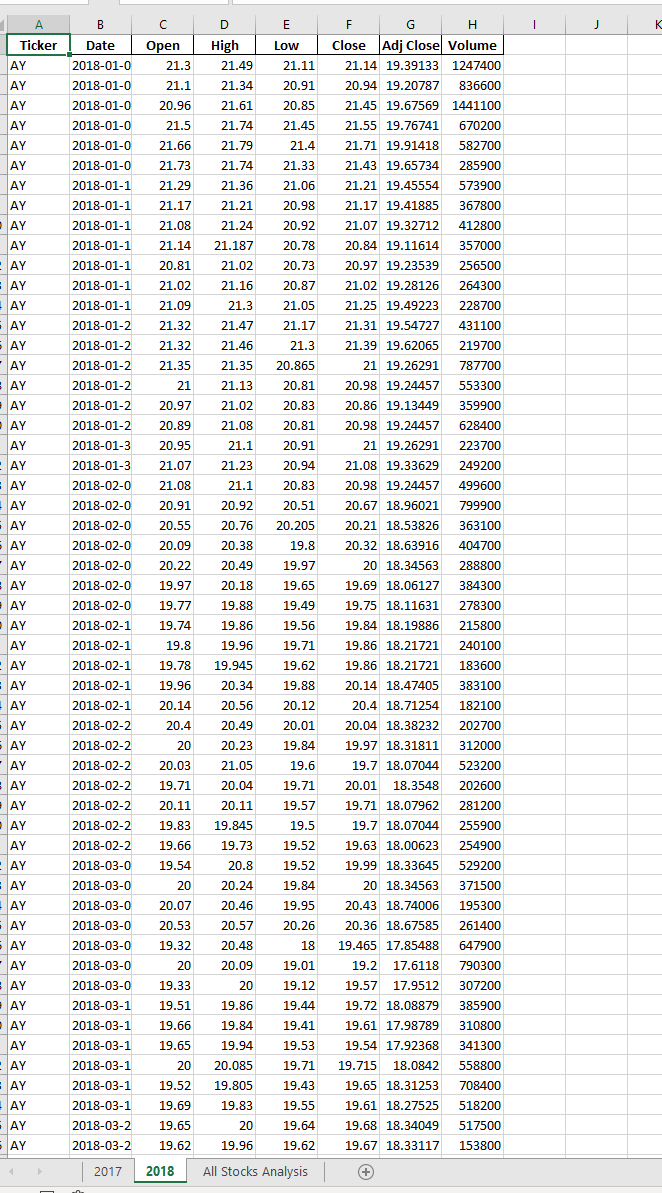 A B C D E F G H I J K
Ticker Date Open High Low Close Adj Close Volume
AY 2018-01-0 21.3 21.49 21.11 21.14 19.39133 1247400
AY 2018-01-0 21.1 21.34 20.91 20.94 19.20787 836600
AY 2018-01-0 20.96 21.61 20.85 21.45 19.67569 1441100
AY 2018-01-0 21.5 21.74 21.45 21.55 19.76741 670200
AY 2018-01-0 21.66 21.79 21.4 21.71 19.91418 582700
AY 2018-01-0 21.73 21.74 21.33 21.43 19.65734 285900
AY 2018-01-1 21.29 21.36 21.06 21.21 19.45554 573900
AY 2018-01-1 21.17 21.21 20.98 21.17 19.41885 367800
AY 2018-01-1 21.08 21.24 20.92 21.07 19.32712 412800
AY 2018-01-1 21.14 21.187 20.78 20.84 19.11614 357000
AY 2018-01-1 20.81 21.02 20.73 20.97 19.23539 256500
AY 2018-01-1 21.02 21.16 20.87 21.02 19.28126 264300
AY 2018-01-1 21.09 21.3 21.05 21.25 19.49223 228700
AY 2018-01-2 21.32 21.47 21.17 21.31 19.54727 431100
AY 2018-01-2 21.32 21.46 21.3 21.39 19.62065 219700
AY 2018-01-2 21.35 21.35 20.865 21 19.26291 787700
AY 2018-01-2 21 21.13 20.81 20.98 19.24457 553300
AY 2018-01-2 20.97 21.02 20.83 20.86 19.13449 359900
AY 2018-01-2 20.89 21.08 20.81 20.98 19.24457 628400
AY 2018-01-3 20.95 21.1 20.91 21 19.26291 223700
AY 2018-01-3 21.07 21.23 20.94 21.08 19.33629 249200
AY 2018-02-0 21.08 21.1 20.83 20.98 19.24457 499600
AY 2018-02-0 20.91 20.92 20.51 20.67 18.96021 799900
AY 2018-02-0 20.55 20.76 20.205 20.21 18.53826 363100
AY 2018-02-0 20.09 20.38 19.8 20.32 18.63916 404700
AY 2018-02-0 20.22 20.49 19.97 20 18.34563 288800
AY 2018-02-0 19.97 20.18 19.65 19.69 18.06127 384300
AY 2018-02-0 19.77 19.88 19.49 19.75 18.11631 278300
AY 2018-02-1 19.74 19.86 19.56 19.84 18.19886 215800
AY 2018-02-1 19.8 19.96 19.71 19.86 18.21721 240100
AY 2018-02-1 19.78 19.945 19.62 19.86 18.21721 183600
AY 2018-02-1 19.96 20.34 19.88 20.14 18.47405 383100
AY 2018-02-1 20.14 20.56 20.12 20.4 18.71254 182100
AY 2018-02-2 20.4 20.49 20.01 20.04 18.38232 202700
AY 2018-02-2 20 20.23 19.84 19.97 18.31811 312000
AY 2018-02-2 20.03 21.05 19.6 19.7 18.07044 523200
AY 2018-02-2 19.71 20.04 19.71 20.01 18.3548 202600
AY 2018-02-2 20.11 20.11 19.57 19.71 18.07962 281200
AY 2018-02-2 19.83 19.845 19.5 19.7 18.07044 255900
AY 2018-02-2 19.66 19.73 19.52 19.63 18.00623 254900
AY 2018-03-0 19.54 20.8 19.52 19.99 18.33645 529200
AY 2018-03-0 20 20.24 19.84 20 18.34563 371500
AY 2018-03-0 20.07 20.46 19.95 20.43 18.74006 195300
AY 2018-03-0 20.53 20.57 20.26 20.36 18.67585 261400
AY 2018-03-0 19.32 20.48 18 19.465 17.85488 647900
AY 2018-03-0 20 20.09 19.01 19.2 17.6118 790300
AY 2018-03-0 19.33 20 19.12 19.57 17.9512 307200
AY 2018-03-1 19.51 19.86 19.44 19.72 18.08879 385900
AY 2018-03-1 19.66 19.84 19.41 19.61 17.98789 310800
AY 2018-03-1 19.65 19.94 19.53 19.54 17.92368 341300
AY 2018-03-1 20 20.085 19.71 19.715 18.0842 558800
AY 2018-03-1 19.52 19.805 19.43 19.65 18.31253 708400
AY 2018-03-1 19.69 19.83 19.55 19.61 18.27525 518200
AY 2018-03-2 19.65 20 19.64 19.68 18.34049 517500
AY 2018-03-2 19.62 19.96 19.62 19.67 18.33117 153800
2017 2018 All Stocks Analysis